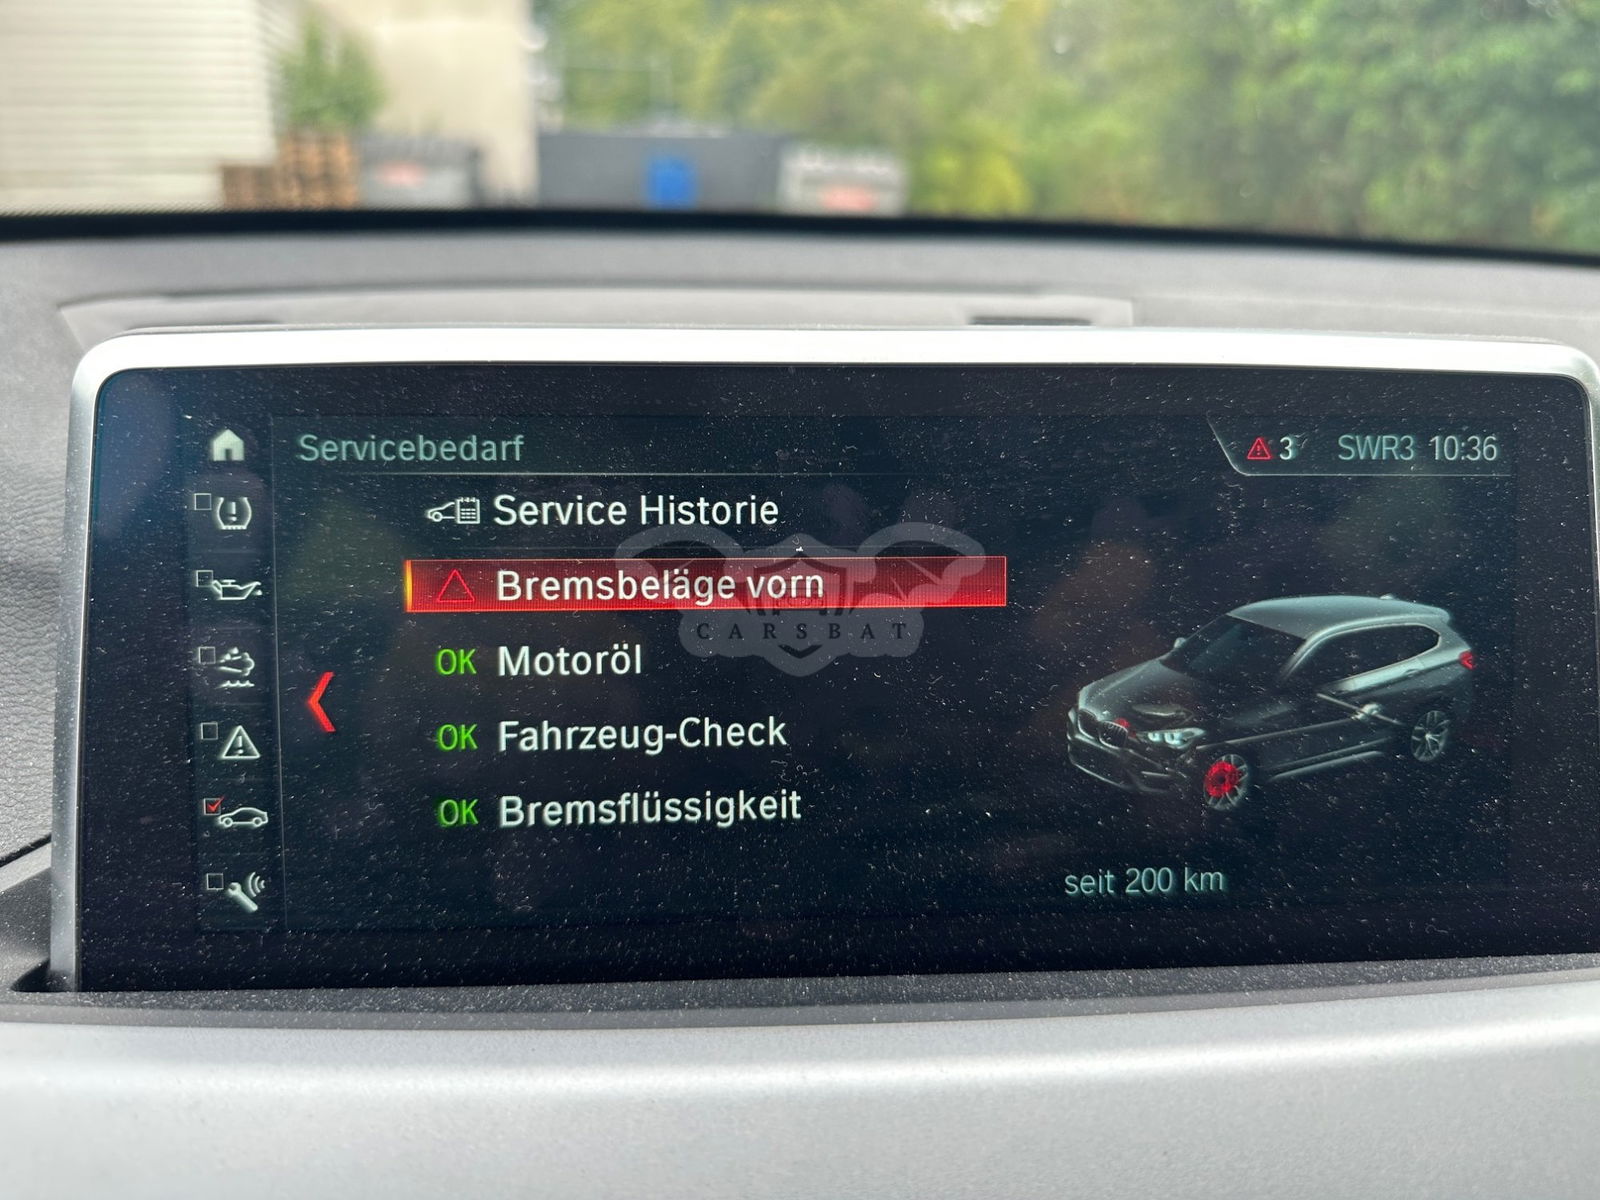 Servicebedarf
3
SWR3 10:36
Service Historie
Bremsbeläge vorn
CARSBAT
OK Motoröl
OK Fahrzeug-Check
OK Bremsflüssigkeit
seit 200 km